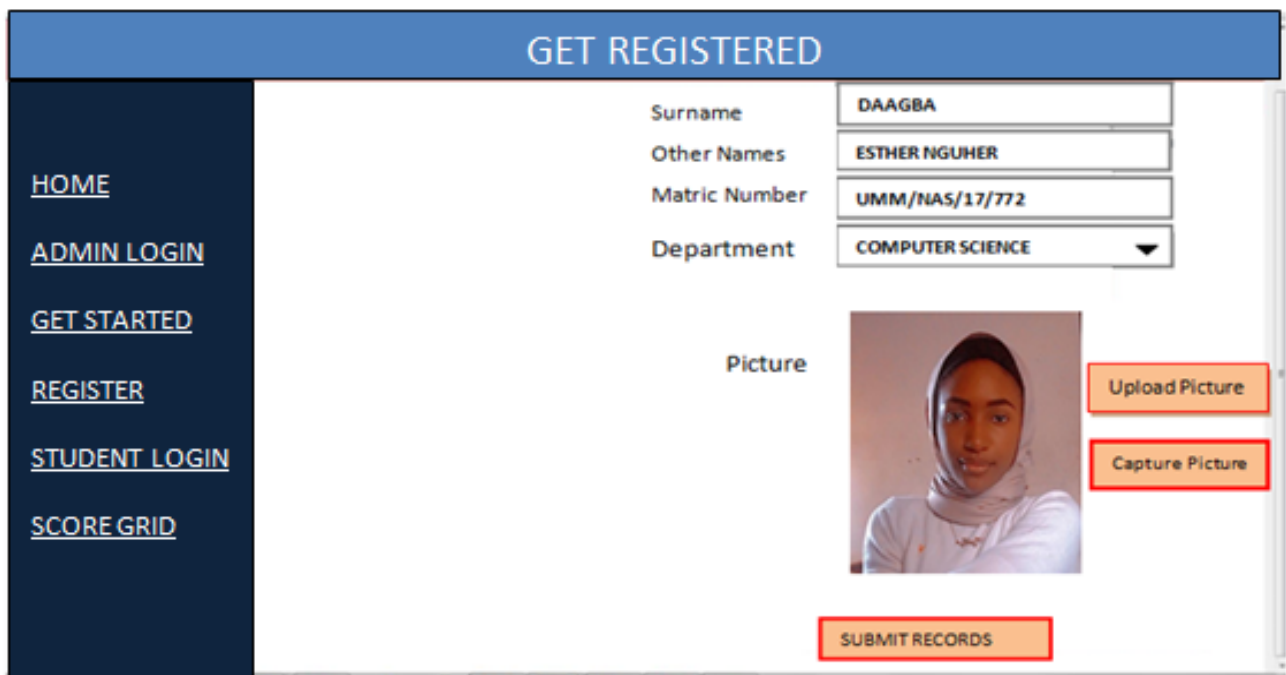 GET REGISTERED
HOME
ADMIN LOGIN
GET STARTED
REGISTER
STUDENT LOGIN
SCORE GRID
Surname DAAGBA
Other Names ESTHER NGUHER
Matric Number UMM/NAS/17/772
Department COMPUTER SCIENCE
Picture
Upload Picture
Capture Picture
SUBMIT RECORDS